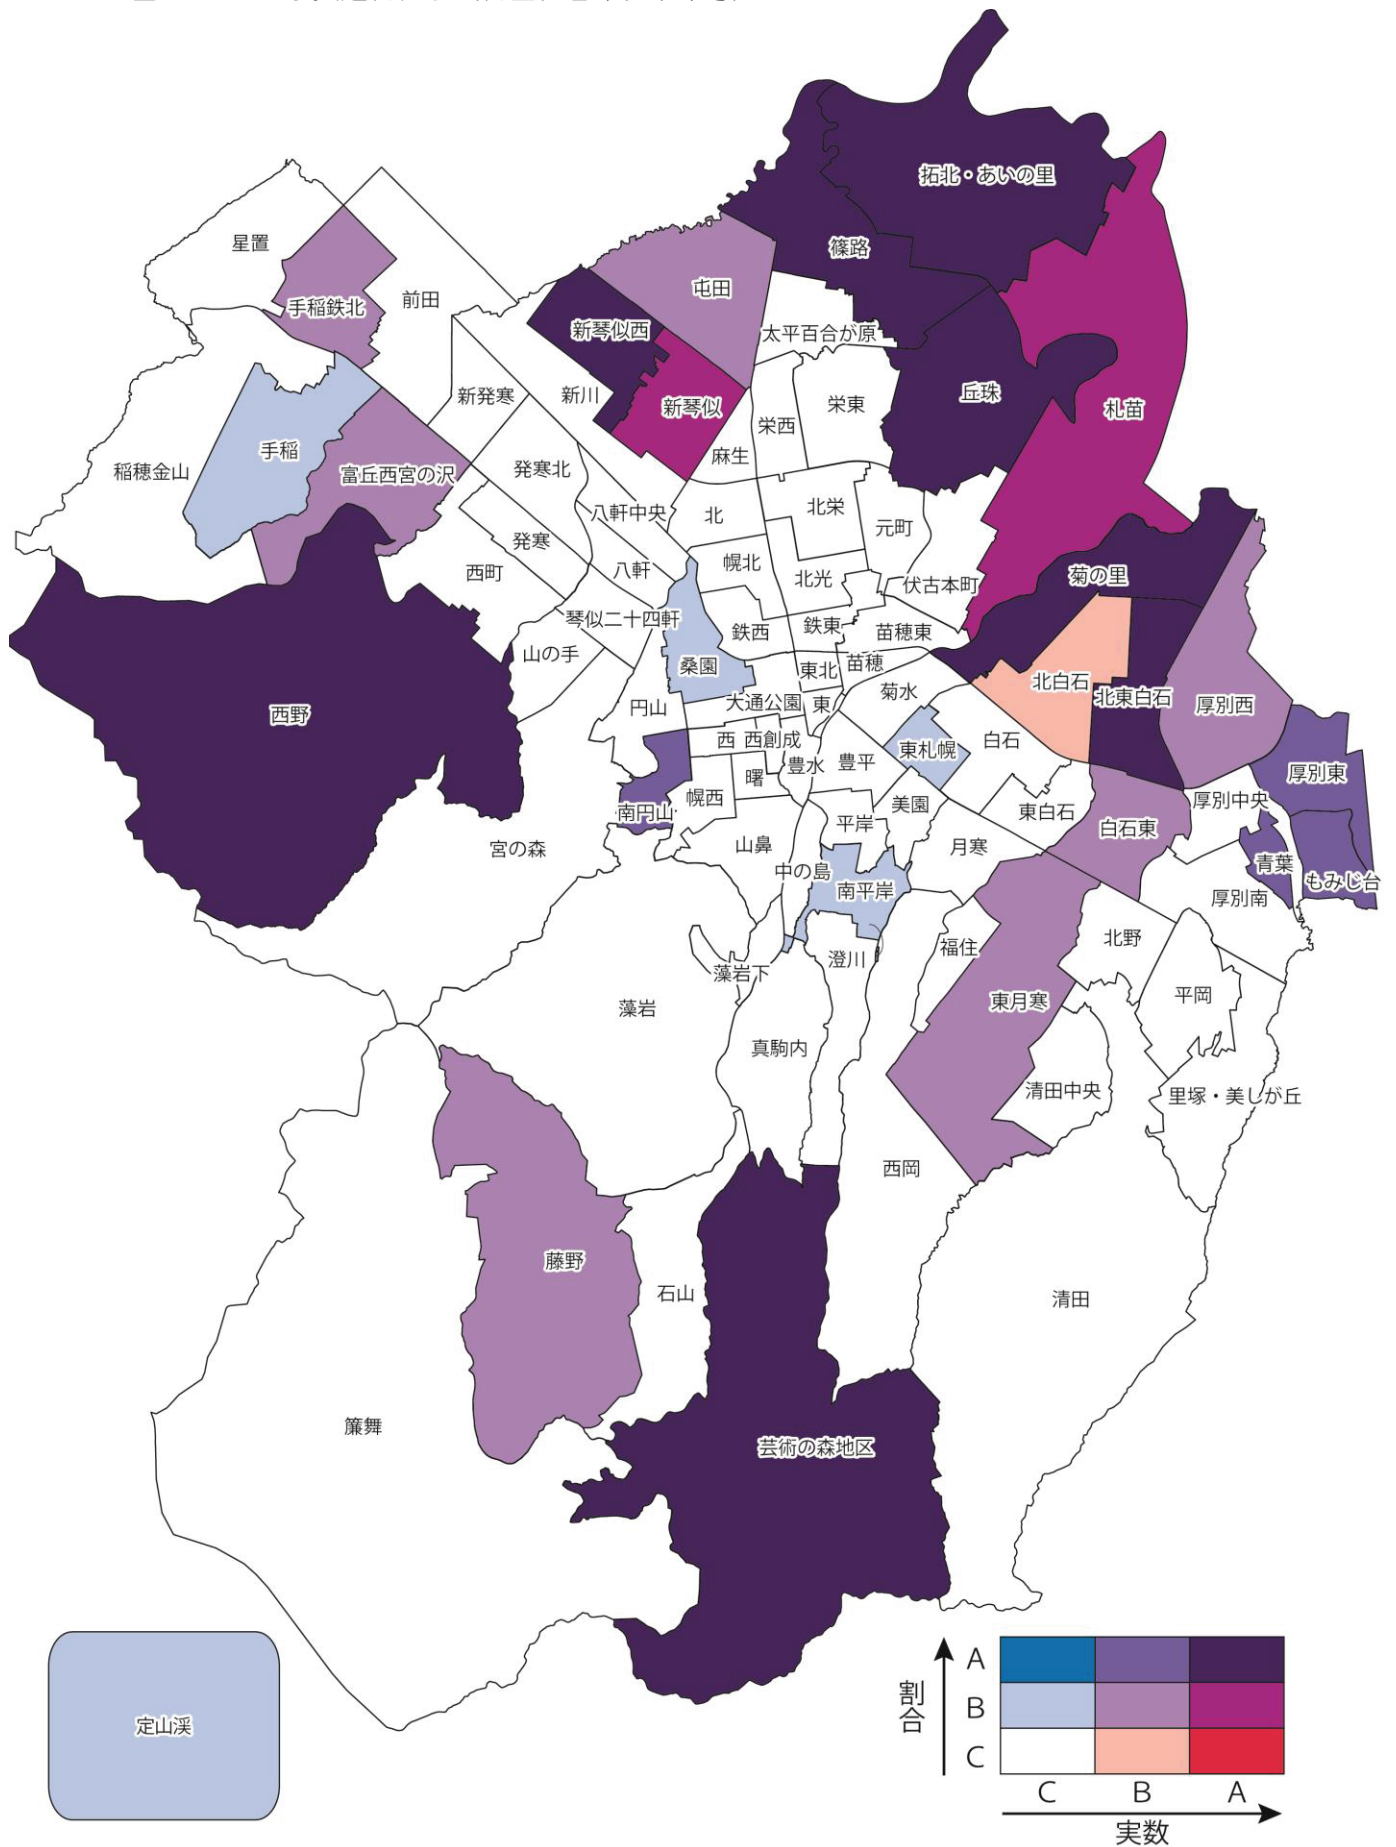 拓北・あいの里
星置
篠路
手稲鉄北
前田
屯田
新琴似西
太平百合が原
新発寒
新川
新琴似
栄西
栄東
丘珠
札苗
手稲
稲穂金山
富丘西宮の沢
発寒北
麻生
八軒中央
北
北栄
元町
発寒
西町
八軒
幌北
北光
伏古本町
菊の里
琴似二十四軒
鉄西
鉄東
苗穂東
山の手
桑園
東北
苗穂
北白石
菊水
北東白石
厚別西
西野
円山
大通公園
東
西
西創成
東札幌
白石
豊水
豊平
曙
厚別東
南円山
幌西
美園
東白石
厚別中央
平岸
白石東
宮の森
山鼻
月寒
中の島
南平岸
青葉
もみじ台
厚別南
福住
北野
澄川
藻岩下
藻岩
東月寒
平岡
真駒内
清田中央
里塚・美しが丘
西岡
藤野
石山
清田
簾舞
芸術の森地区
定山渓
割合
A
B
C
C B A
実数